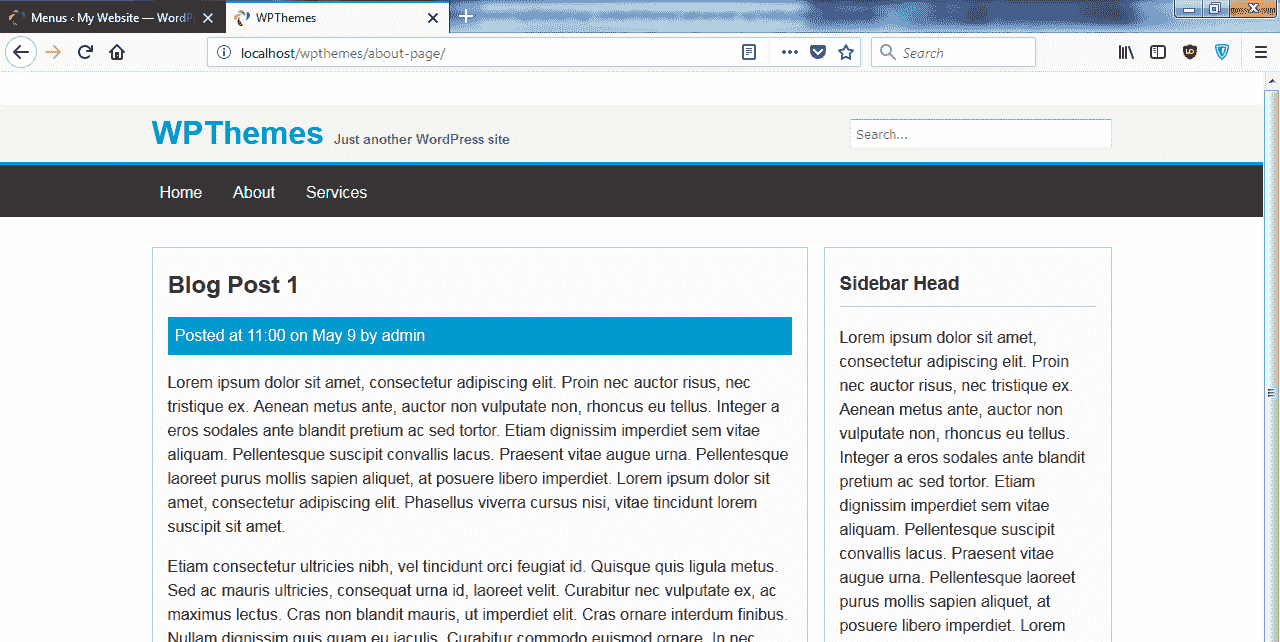 Menus ‹ My Website — WordP
WPThemes
localhost/wpthemes/about-page/
Search
WPThemes Just another WordPress site
Search...
Home About Services
Blog Post 1
Posted at 11:00 on May 9 by admin
Lorem ipsum dolor sit amet, consectetur adipiscing elit. Proin nec auctor risus, nec
tristique ex. Aenean metus ante, auctor non vulputate non, rhoncus eu tellus. Integer a
eros sodales ante blandit pretium ac sed tortor. Etiam dignissim imperdiet sem vitae
aliquam. Pellentesque suscipit convallis lacus. Praesent vitae augue urna. Pellentesque
laoreet purus mollis sapien aliquet, at posuere libero imperdiet. Lorem ipsum dolor sit
amet, consectetur adipiscing elit. Phasellus viverra cursus nisi, vitae tincidunt lorem
suscipit sit amet.
Etiam consectetur ultricies nibh, vel tincidunt orci feugiat id. Quisque quis ligula metus.
Sed ac mauris ultricies, consequat urna id, laoreet velit. Curabitur nec vulputate ex, ac
maximus lectus. Cras non blandit mauris, ut imperdiet elit. Cras ornare interdum finibus.
Nullam dignissim quis quam eu iaculis. Curabitur commodo euismod ornare. In nec
Sidebar Head
Lorem ipsum dolor sit amet,
consectetur adipiscing elit. Proin
nec auctor risus, nec tristique ex.
Aenean metus ante, auctor non
vulputate non, rhoncus eu tellus.
Integer a eros sodales ante blandit
pretium ac sed tortor. Etiam
dignissim imperdiet sem vitae
aliquam. Pellentesque suscipit
convallis lacus. Praesent vitae
augue urna. Pellentesque laoreet
purus mollis sapien aliquet, at
posuere libero imperdiet. Lorem